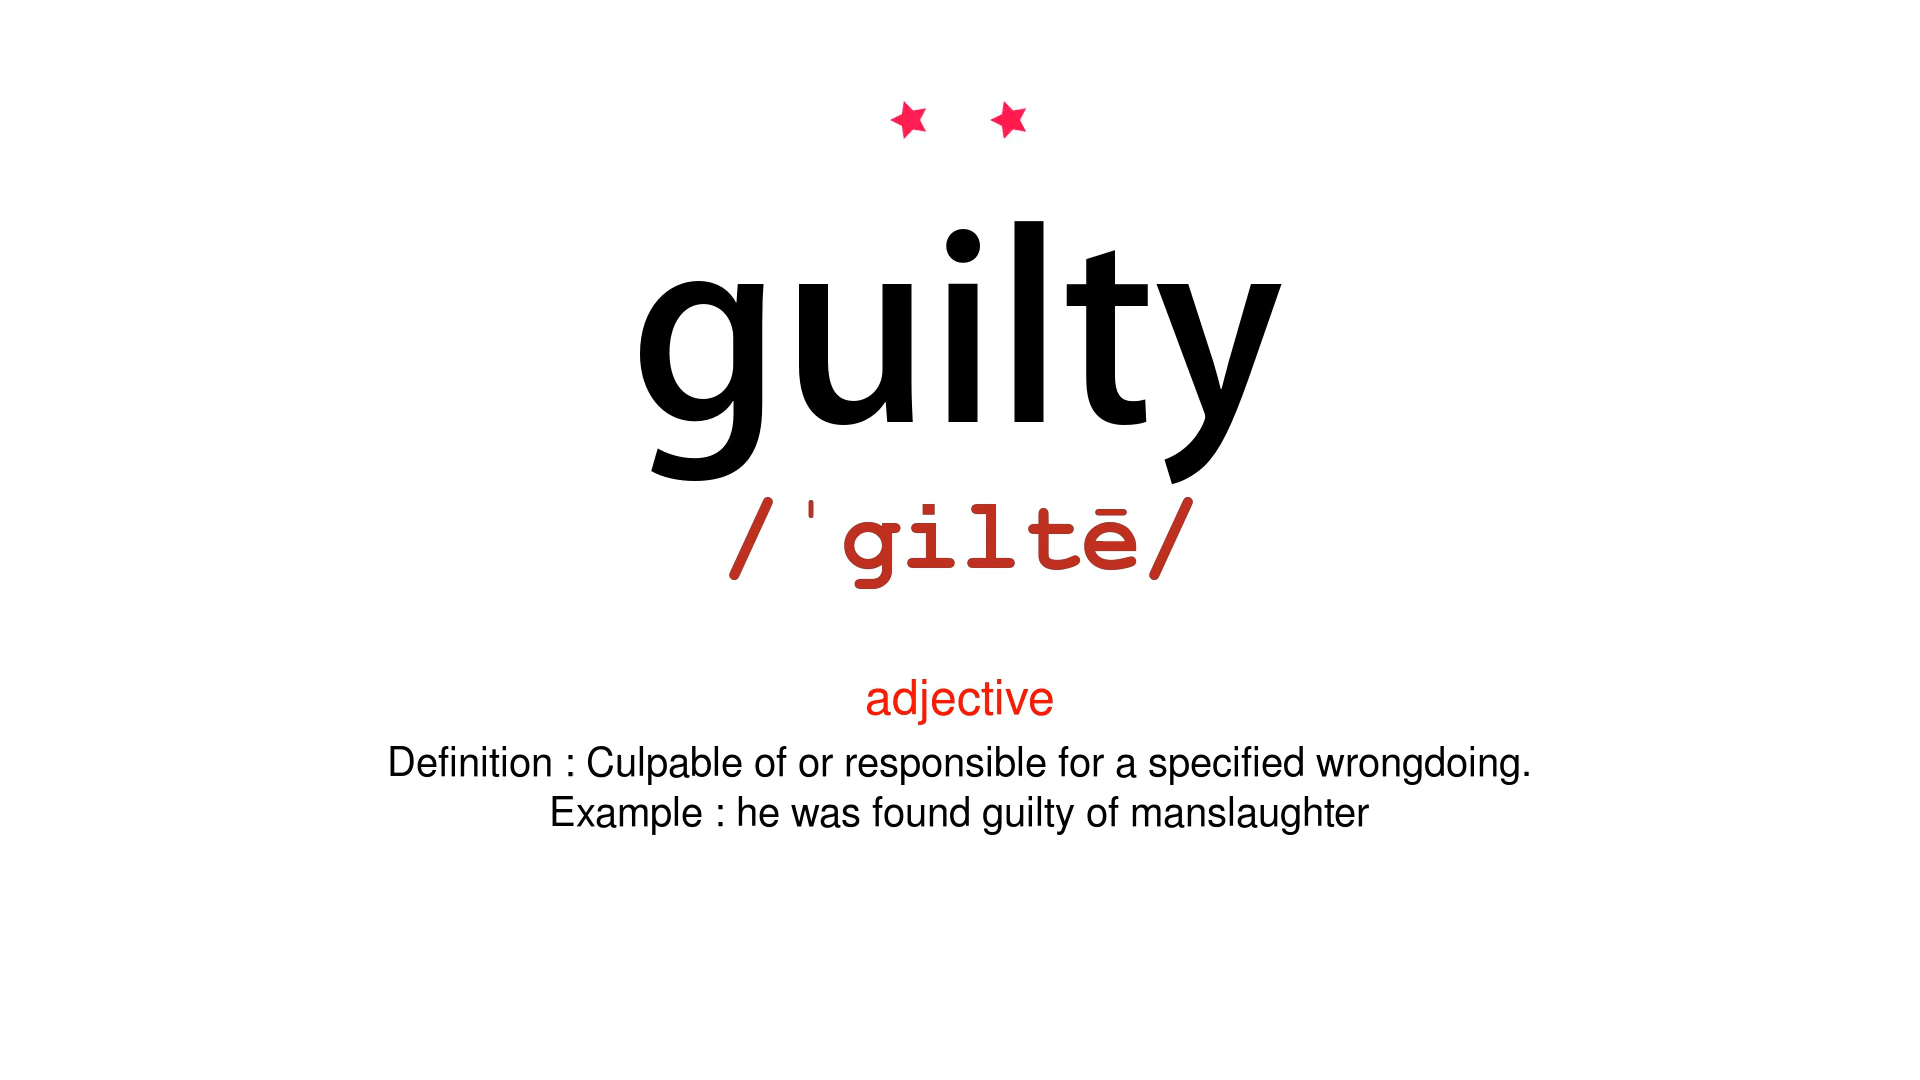 guilty
/ˈgiltē/
adjective
Definition : Culpable of or responsible for a specified wrongdoing.
Example : he was found guilty of manslaughter